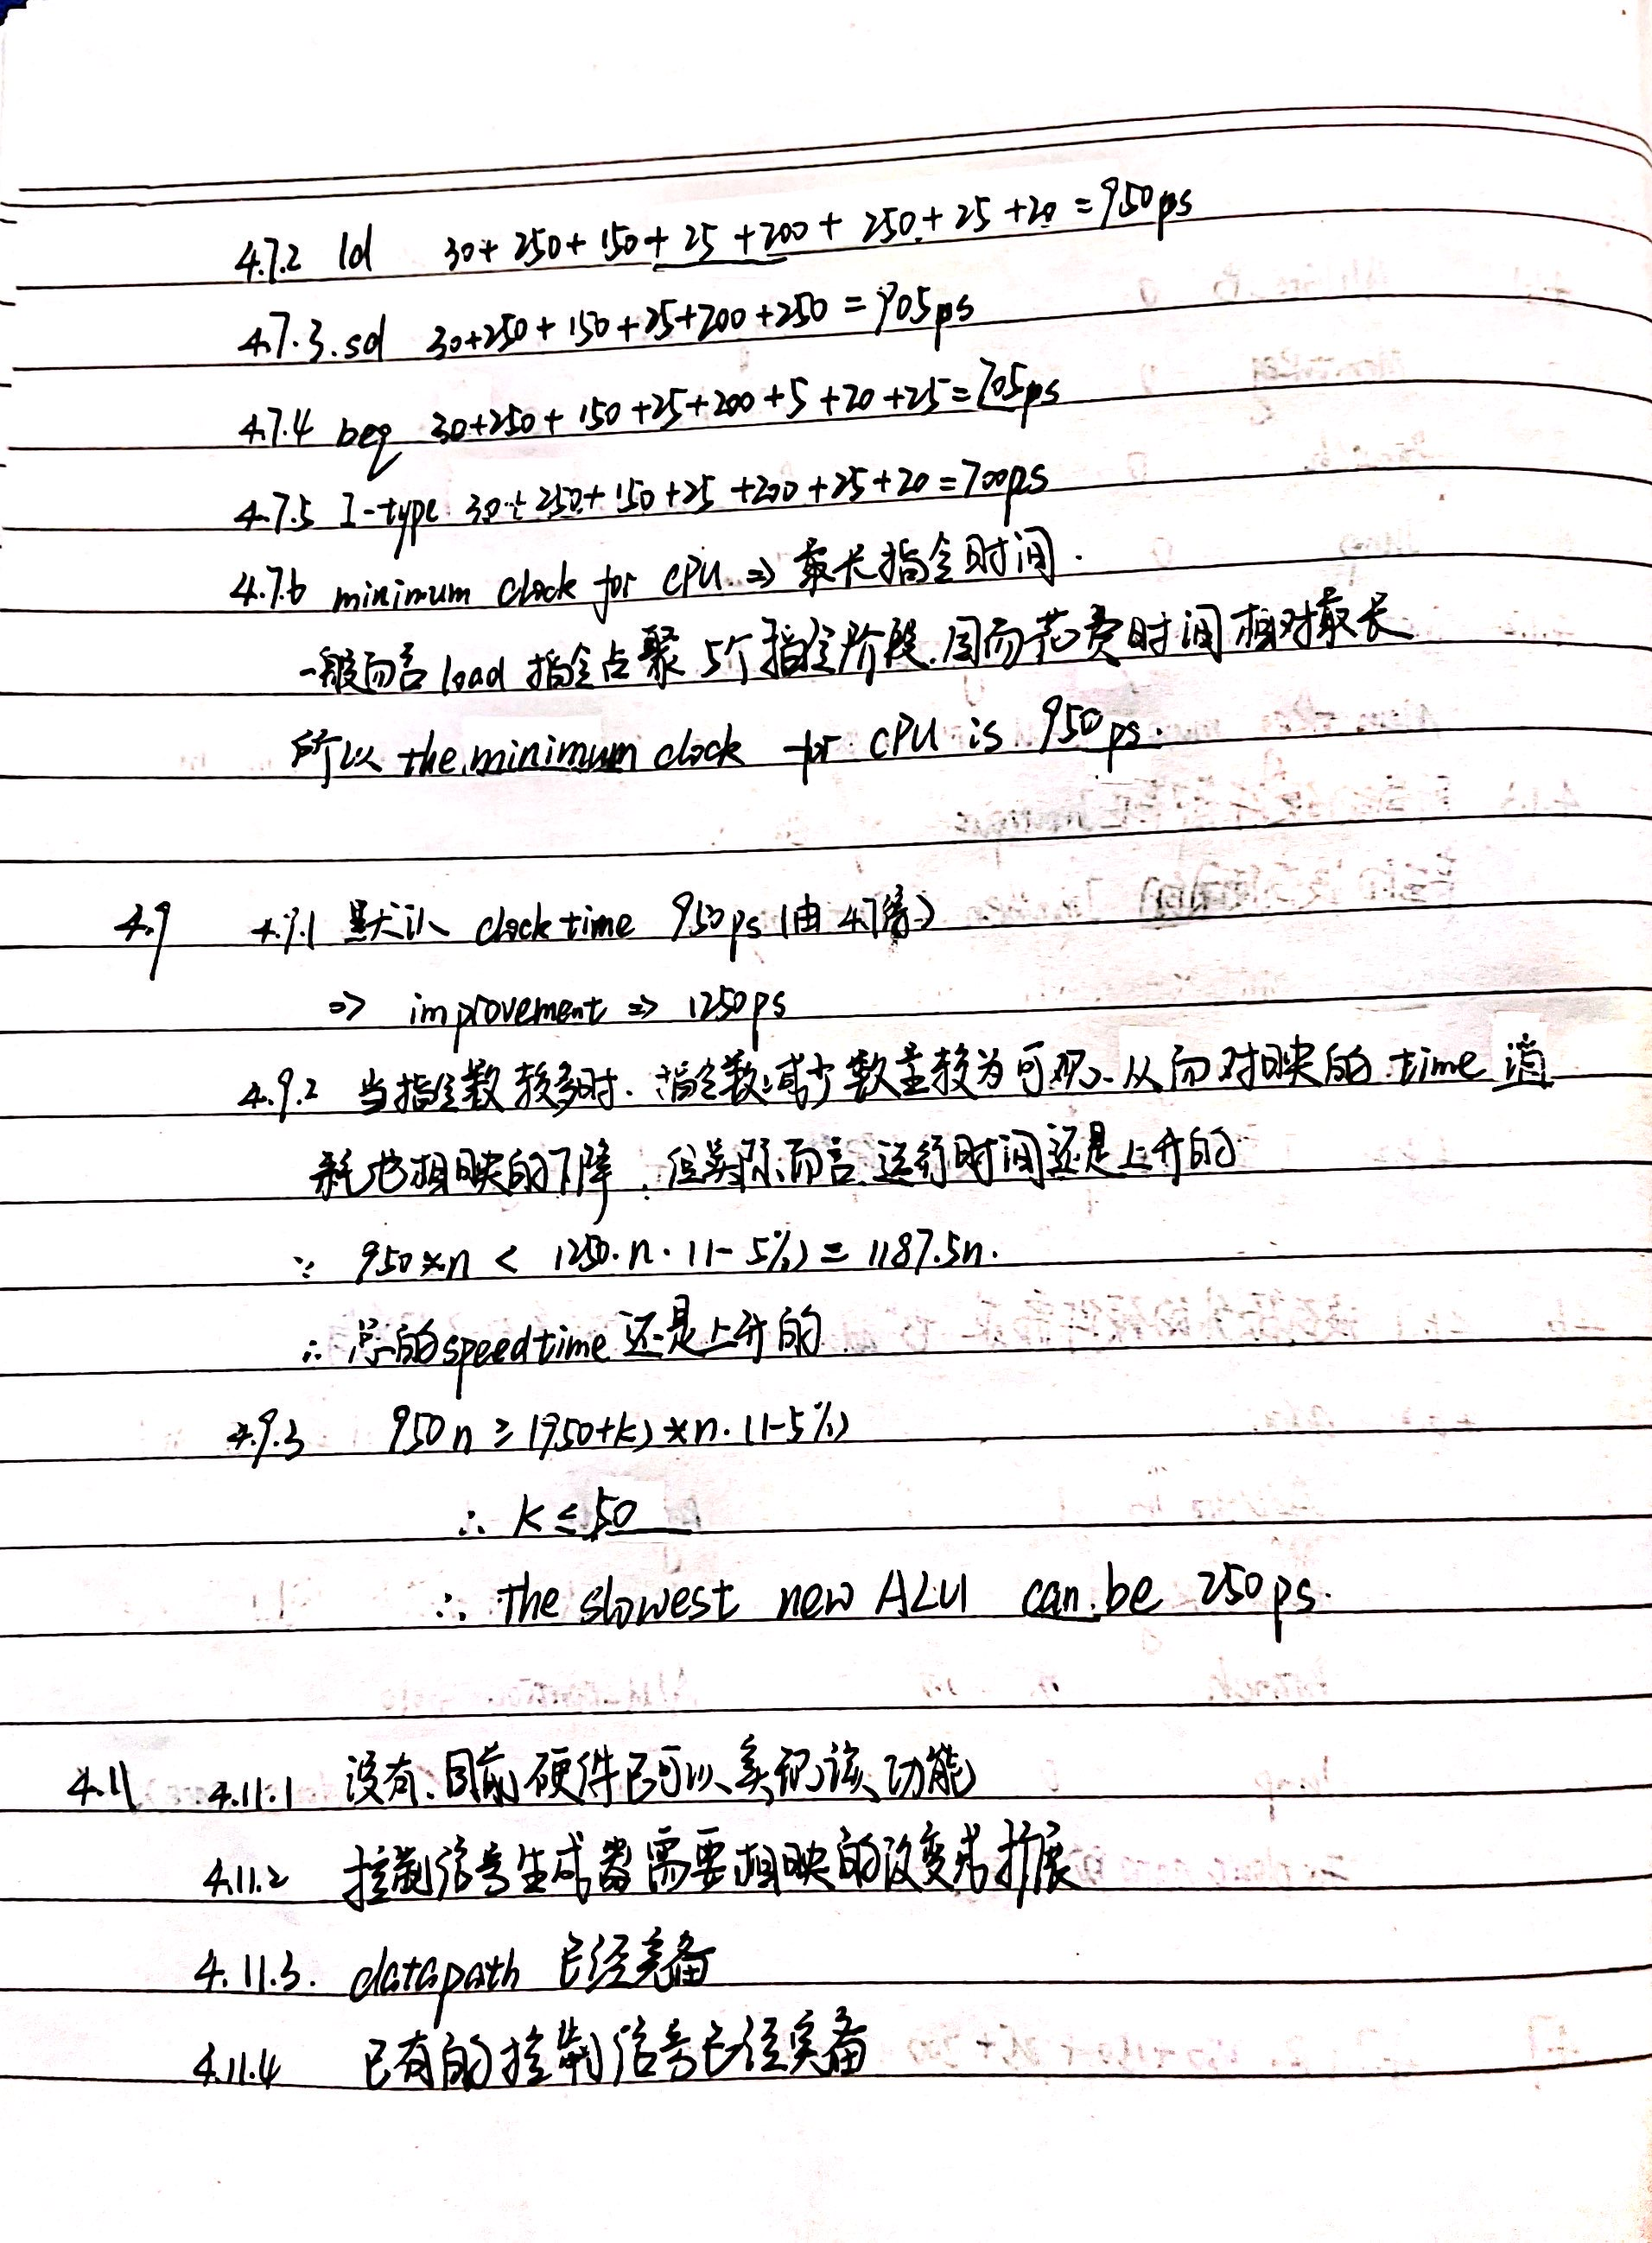 4.7.2 ld 30+250+150+25+200+250+25+20=950ps
4.7.3. sd 30+250+150+25+200+250=905ps
4.7.4 beq 30+250+150+25+200+5+20+25=705ps
4.7.5 I-type 30+250+150+25+200+25+20=700ps
4.7.6 minimum clock for CPU ⇒ 最长指令时间.
一般而言 load 指令占聚 5个指令阶段.因而花费时间相对最长
所以 the minimum clock for CPU is 950ps.
4.9 4.9.1 默认 clock time 950ps(由4.7得)
⇒ improvement ⇒ 1250ps
4.9.2 当指令数较多时.指令数减少数量较为可观.从而对映的 time 消
耗也相映的下降.但实际而言.运行时间还是上升的
∵ 950×n < 1250·n·(1-5%)=1187.5n.
∴ 总的speedtime还是上升的
4.9.3 950n ≥ (950+k)×n·(1-5%)
∴ k≤50
∴ the slowest new ALU can be 250ps.
4.11 4.11.1 没有.目前硬件已可以实现该功能
4.11.2 控制信号生成器需要相映的改变或扩展
4.11.3. datapath 已经完备
4.11.4 已有的控制信号已经完备